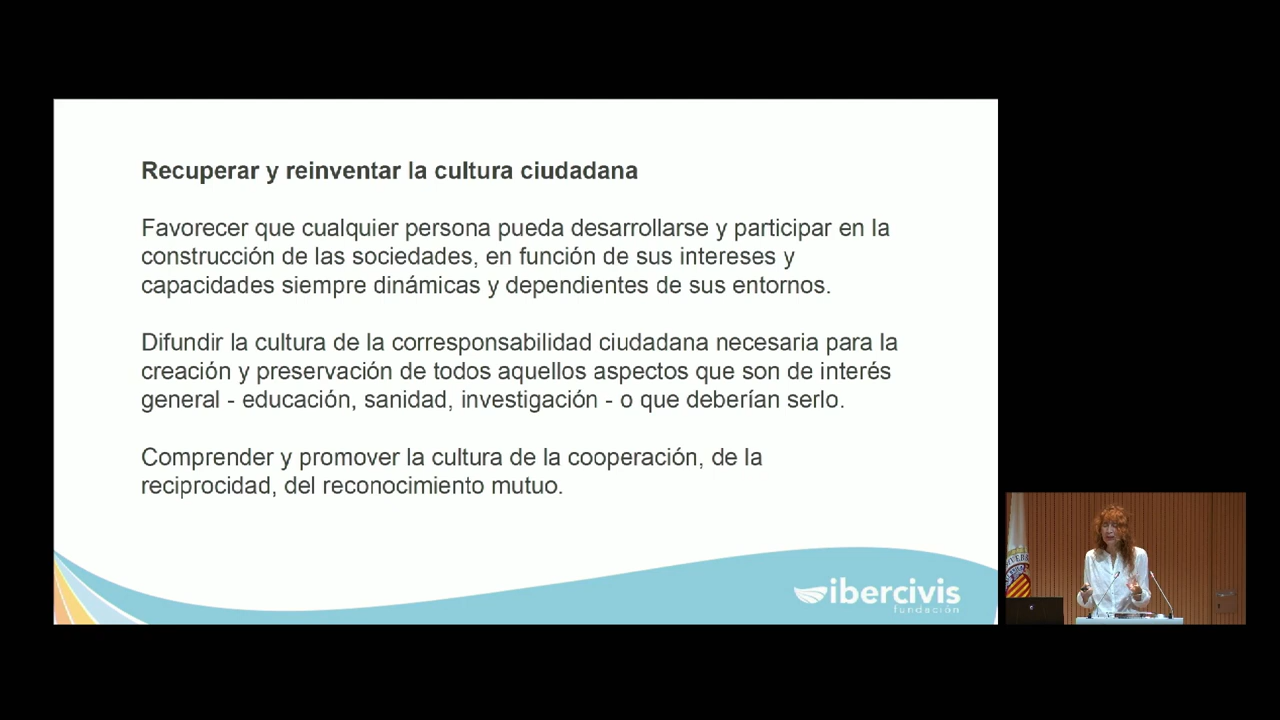 Recuperar y reinventar la cultura ciudadana
Favorecer que cualquier persona pueda desarrollarse y participar en la
construcción de las sociedades, en función de sus intereses y
capacidades siempre dinámicas y dependientes de sus entornos.
Difundir la cultura de la corresponsabilidad ciudadana necesaria para la
creación y preservación de todos aquellos aspectos que son de interés
general - educación, sanidad, investigación - o que deberían serlo.
Comprender y promover la cultura de la cooperación, de la
reciprocidad, del reconocimiento mutuo.
ibercivis
fundación